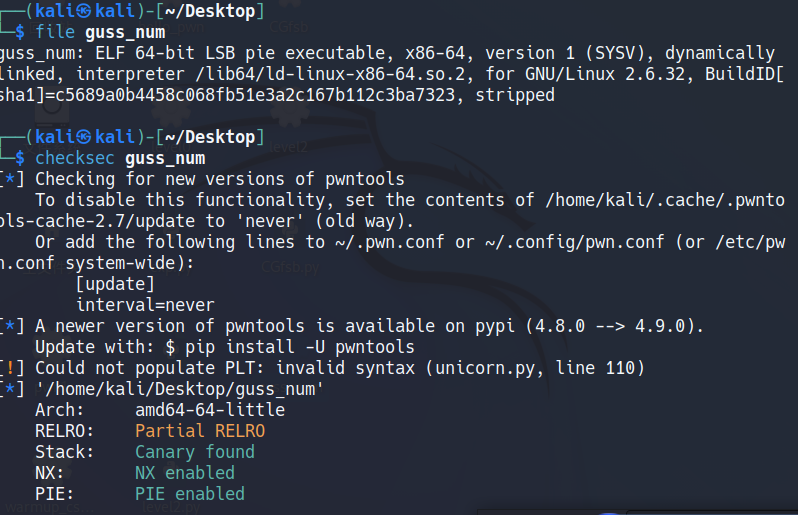 ┌──(kali㉿kali)-[~/Desktop]
└─$ file guss_num
guss_num: ELF 64-bit LSB pie executable, x86-64, version 1 (SYSV), dynamically
linked, interpreter /lib64/ld-linux-x86-64.so.2, for GNU/Linux 2.6.32, BuildID[
sha1]=c5689a0b4458c068fb51e3a2c167b112c3ba7323, stripped
┌──(kali㉿kali)-[~/Desktop]
└─$ checksec guss_num
[*] Checking for new versions of pwntools
To disable this functionality, set the contents of /home/kali/.cache/.pwnto
ols-cache-2.7/update to 'never' (old way).
Or add the following lines to ~/.pwn.conf or ~/.config/pwn.conf (or /etc/pw
n.conf system-wide):
[update]
interval=never
[*] A newer version of pwntools is available on pypi (4.8.0 --> 4.9.0).
Update with: $ pip install -U pwntools
[!] Could not populate PLT: invalid syntax (unicorn.py, line 110)
[*] '/home/kali/Desktop/guss_num'
Arch: amd64-64-little
RELRO: Partial RELRO
Stack: Canary found
NX: NX enabled
PIE: PIE enabled